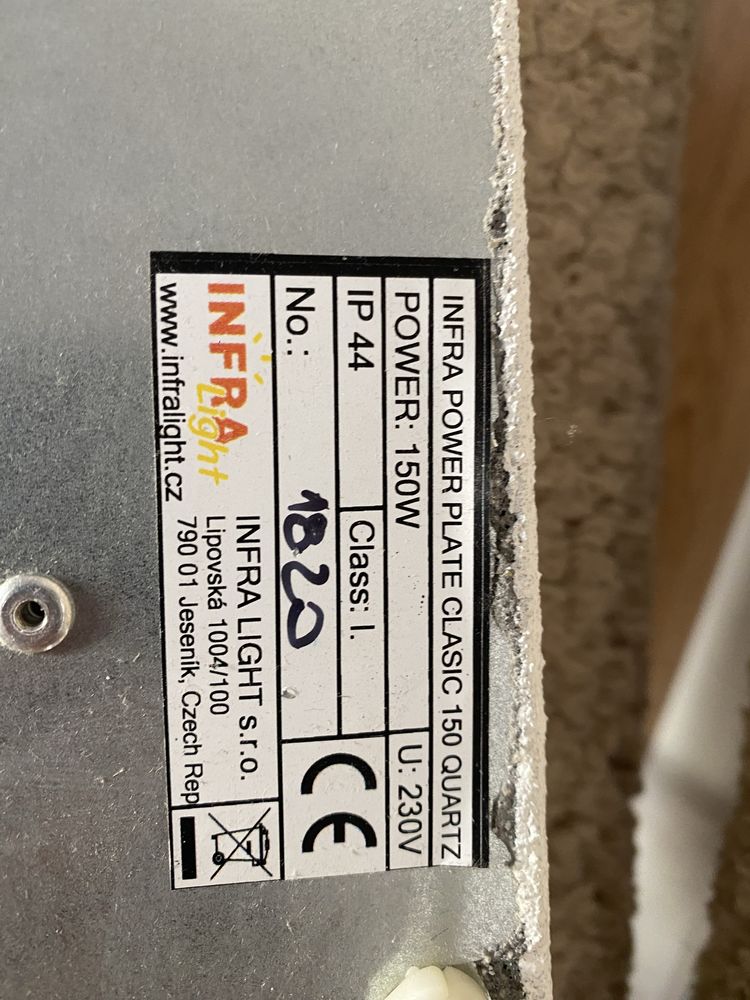 INFRA POWER PLATE CLASIC 150 QUARTZ
POWER: 150W
U: 230V
IP 44
Class: I.
No.: 1820
CE
INFRA
Light
www.infralight.cz
INFRA LIGHT s.r.o.
Lipovská 1004/100
790 01 Jeseník, Czech Rep